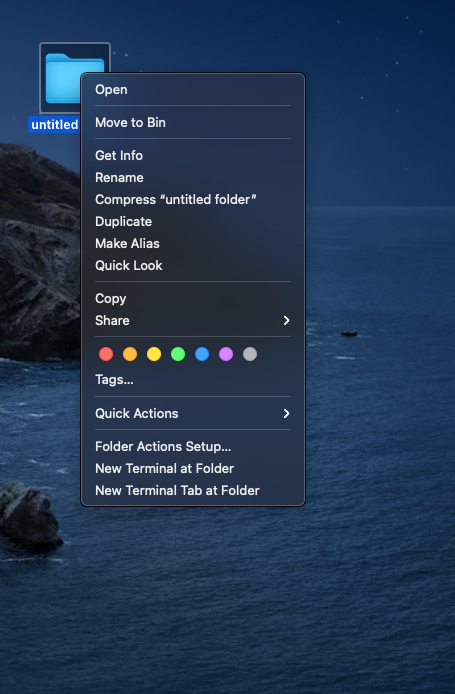 untitled
Open
Move to Bin
Get Info
Rename
Compress “untitled folder”
Duplicate
Make Alias
Quick Look
Copy
Share
Tags...
Quick Actions
Folder Actions Setup...
New Terminal at Folder
New Terminal Tab at Folder